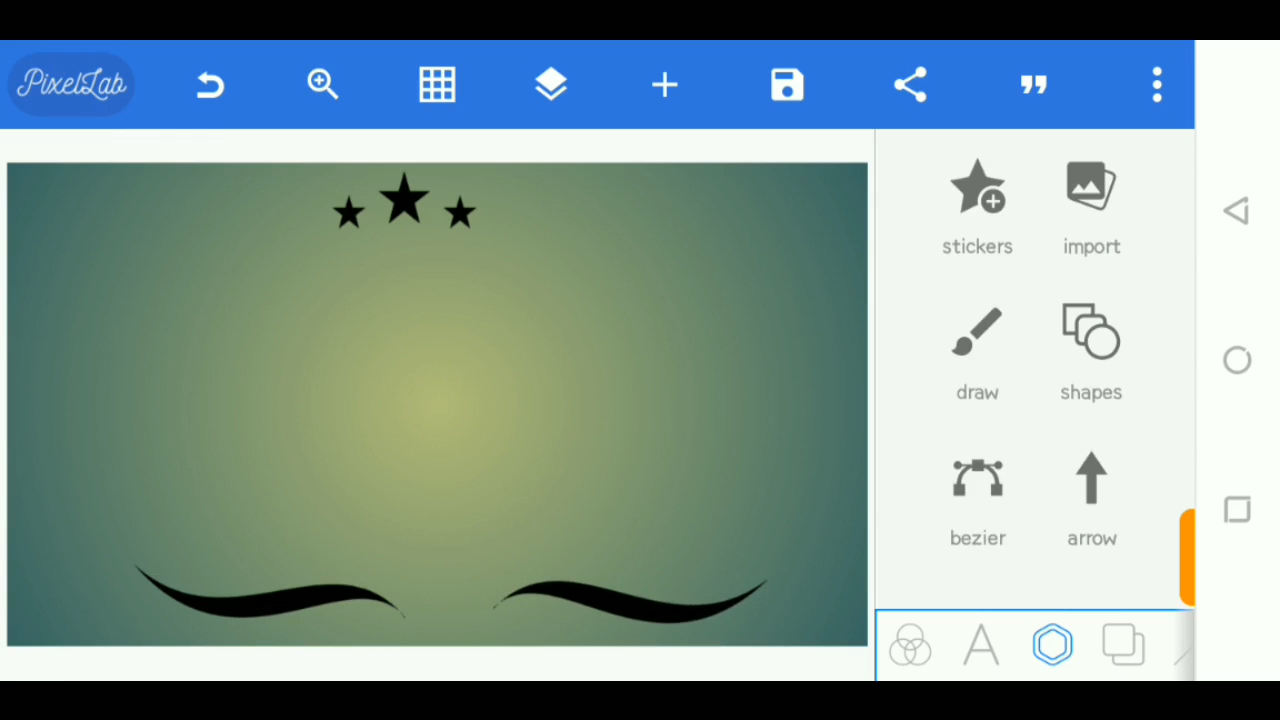 PixelLab
stickers
import
draw
shapes
bezier
arrow